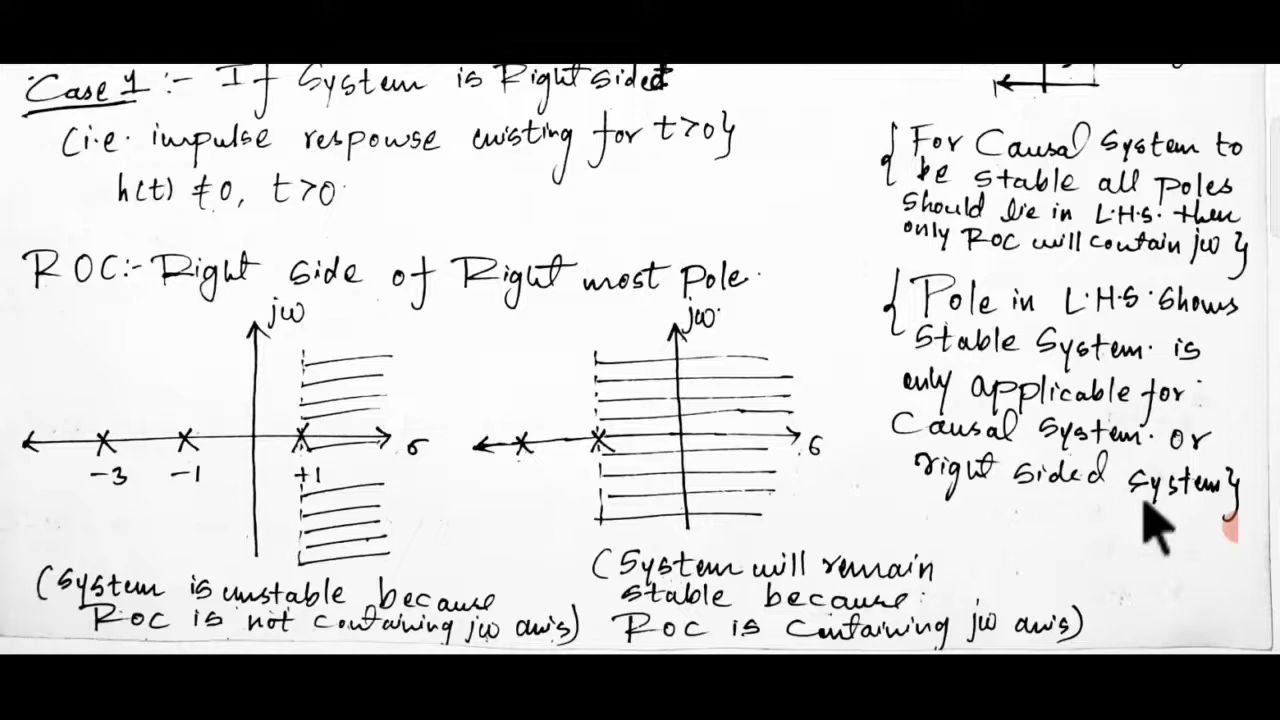 Case 1 :- If System is Right sided
(i.e. impulse response existing for t>0}
h(t) ≠0, t>0.
ROC:- Right side of Right most pole.
jω
σ
-3 -1 +1
(System is unstable because
ROC is not containing jω axis)
jω
σ
(System will remain
stable because
ROC is containing jω axis)
{For Causal System to
be stable all poles
should lie in L.H.S. then
only ROC will contain jω}
{Pole in L.H.S. shows
stable System. is
only applicable for
Causal System. or
right sided system}